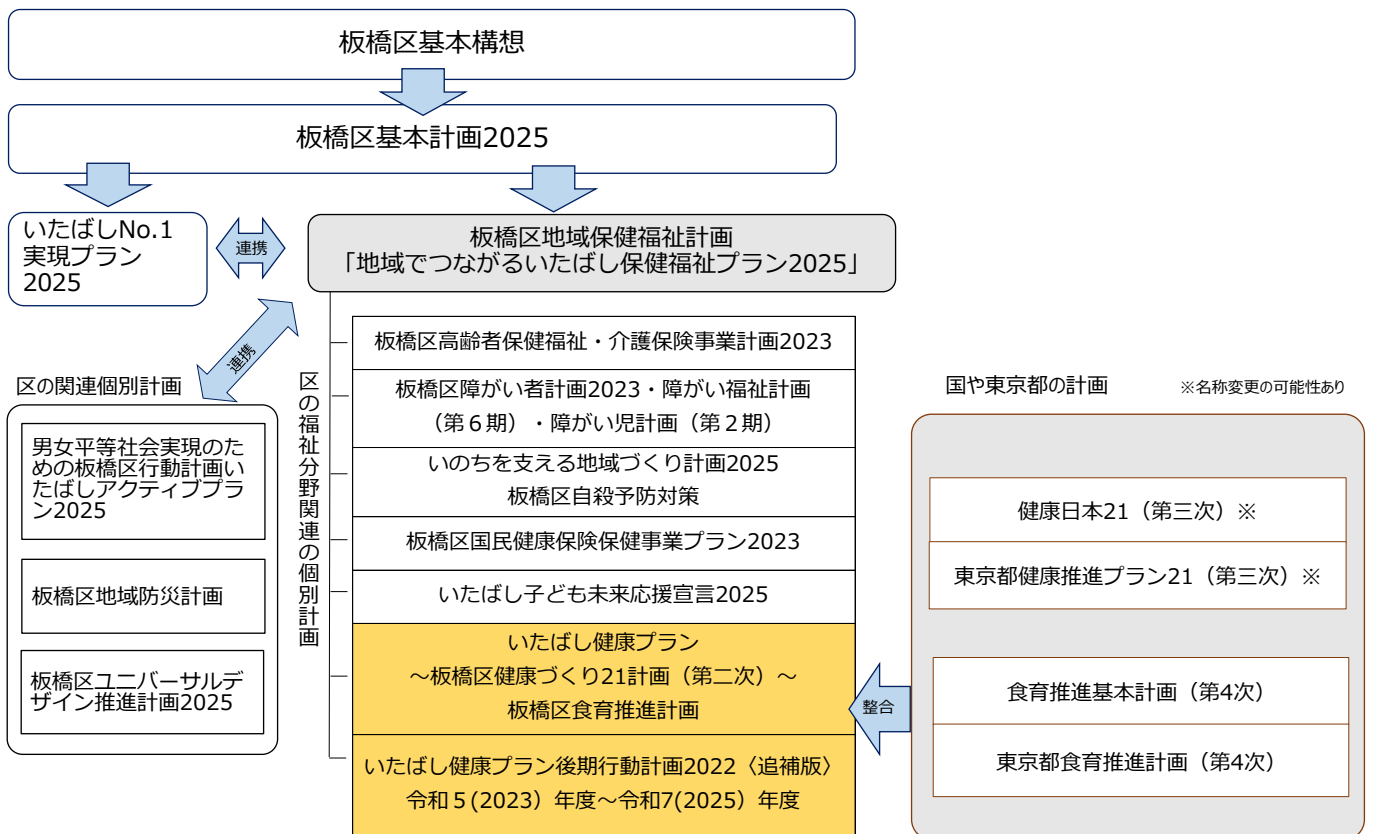 板橋区基本構想
板橋区基本計画2025
いたばしNo.1
実現プラン
2025
連携
板橋区地域保健福祉計画
「地域でつながるいたばし保健福祉プラン2025」
連携
区の関連個別計画
男女平等社会実現のた
めの板橋区行動計画い
たばしアクティブプラ
ン2025
板橋区地域防災計画
板橋区ユニバーサルデ
ザイン推進計画2025
区の福祉分野関連の個別計画
板橋区高齢者保健福祉・介護保険事業計画2023
板橋区障がい者計画2023・障がい福祉計画
（第６期）・障がい児計画（第２期）
いのちを支える地域づくり計画2025
板橋区自殺予防対策
板橋区国民健康保険保健事業プラン2023
いたばし子ども未来応援宣言2025
いたばし健康プラン
～板橋区健康づくり21計画（第二次）～
板橋区食育推進計画
いたばし健康プラン後期行動計画2022〈追補版〉
令和５(2023）年度～令和7(2025）年度
整合
国や東京都の計画
※名称変更の可能性あり
健康日本21（第三次）※
東京都健康推進プラン21（第三次）※
食育推進基本計画（第4次）
東京都食育推進計画（第4次）